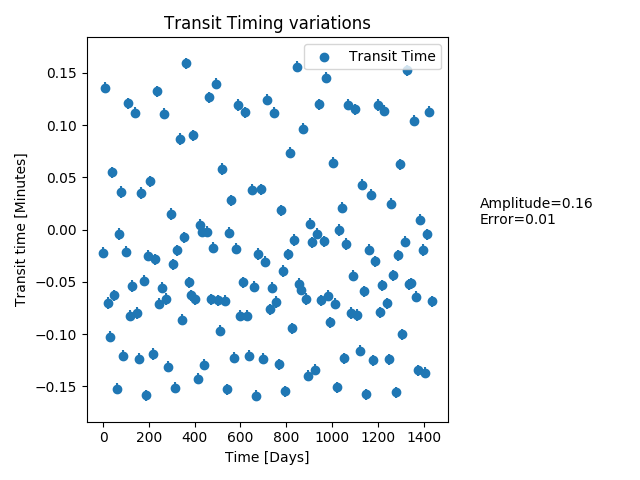 Transit Timing variations
Transit Time
Transit time [Minutes]
0.15
0.10
0.05
0.00
−0.05
−0.10
−0.15
0
200
400
600
800
1000
1200
1400
Time [Days]
Amplitude=0.16
Error=0.01